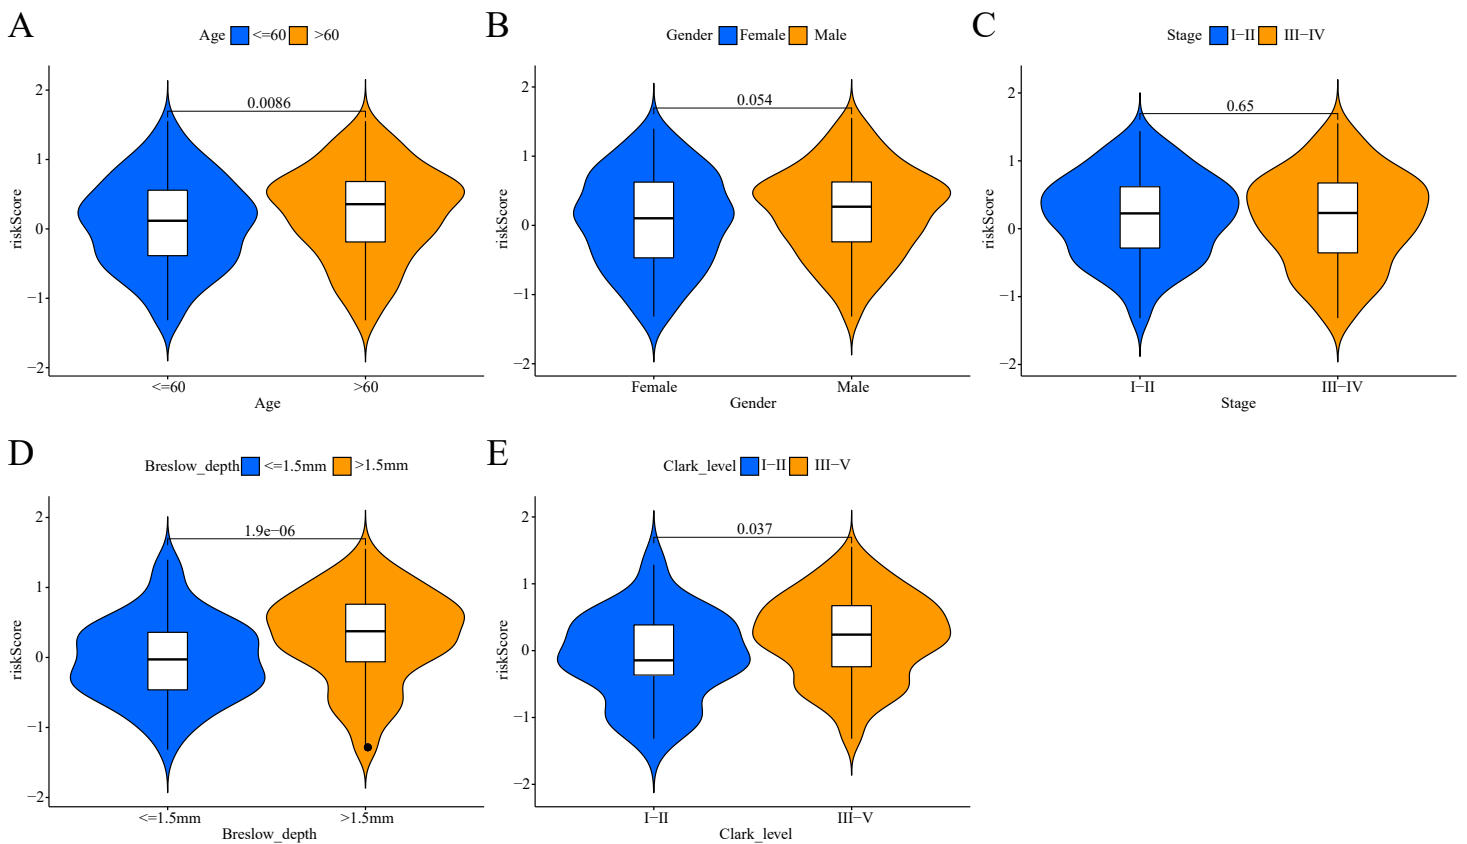 A
Age <=60 >60
2
1
0
−1
−2
riskScore
0.0086
<=60 >60
Age
B
Gender Female Male
2
1
0
−1
−2
riskScore
0.054
Female Male
Gender
C
Stage I−II III−IV
2
1
0
−1
−2
riskScore
0.65
I−II III−IV
Stage
D
Breslow_depth <=1.5mm >1.5mm
2
1
0
−1
−2
riskScore
1.9e−06
<=1.5mm >1.5mm
Breslow_depth
E
Clark_level I−II III−V
2
1
0
−1
−2
riskScore
0.037
I−II III−V
Clark_level